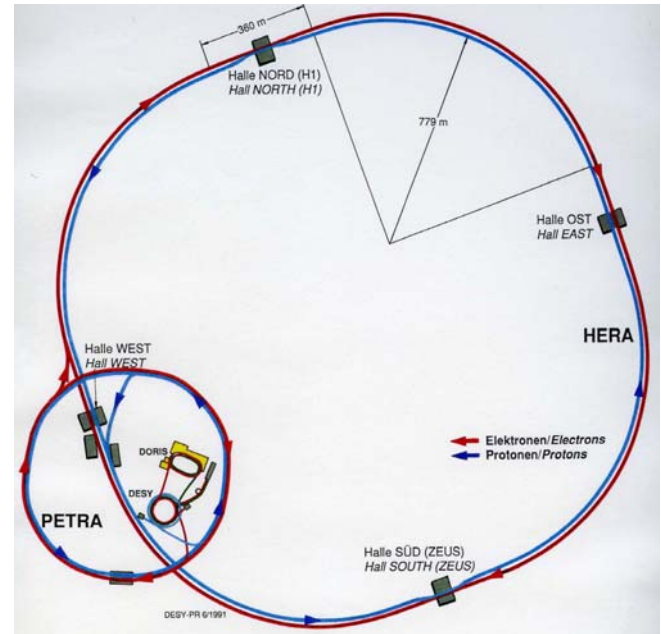 360 m
Halle NORD (H1)
Hall NORTH (H1)
779 m
Halle OST
Hall EAST
HERA
Halle WEST
Hall WEST
Elektronen/Electrons
Protonen/Protons
DORIS
DESY
PETRA
Halle SÜD (ZEUS)
Hall SOUTH (ZEUS)
DESY-PR 6/1991